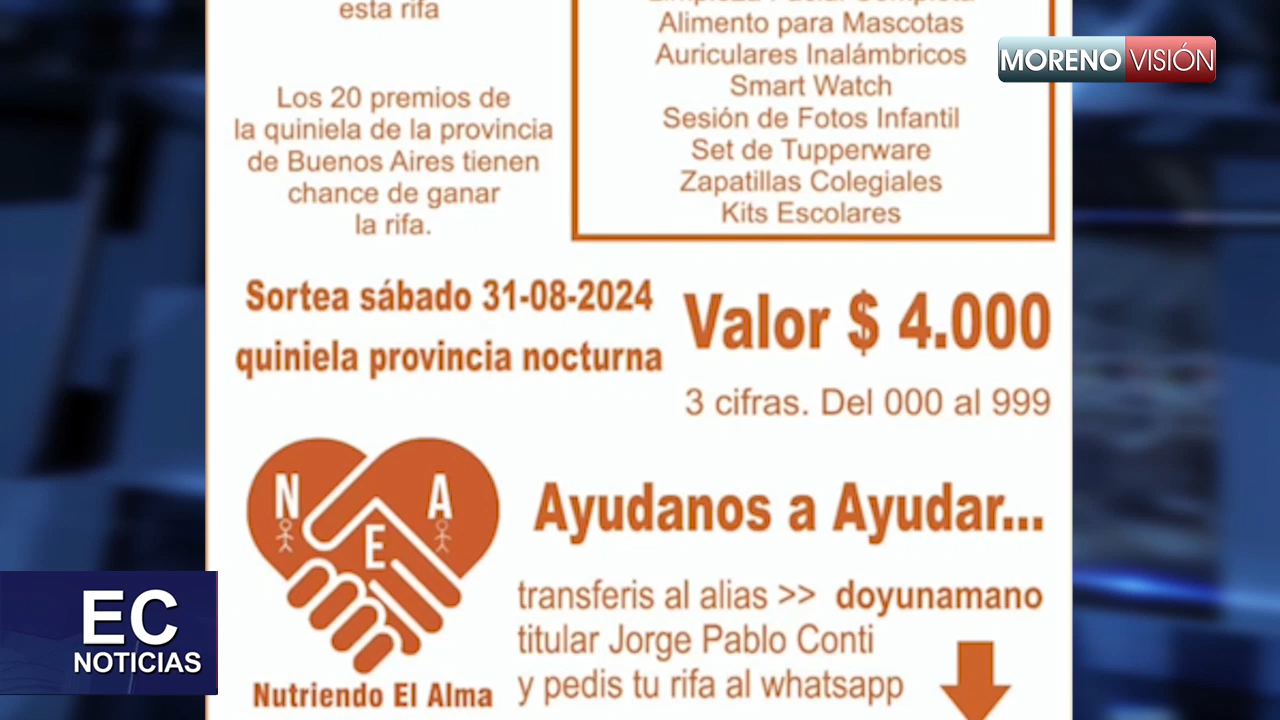 esta rifa
Los 20 premios de
la quiniela de la provincia
de Buenos Aires tienen
chance de ganar
la rifa.
Limpieza Facial Completa
Alimento para Mascotas
Auriculares Inalámbricos
Smart Watch
Sesión de Fotos Infantil
Set de Tupperware
Zapatillas Colegiales
Kits Escolares
MORENO VISIÓN
Sortea sábado 31-08-2024
quiniela provincia nocturna
Valor $ 4.000
3 cifras. Del 000 al 999
N A
E
Nutriendo El Alma
Ayudanos a Ayudar...
transferis al alias >> doyunamano
titular Jorge Pablo Conti
y pedis tu rifa al whatsapp
EC
NOTICIAS